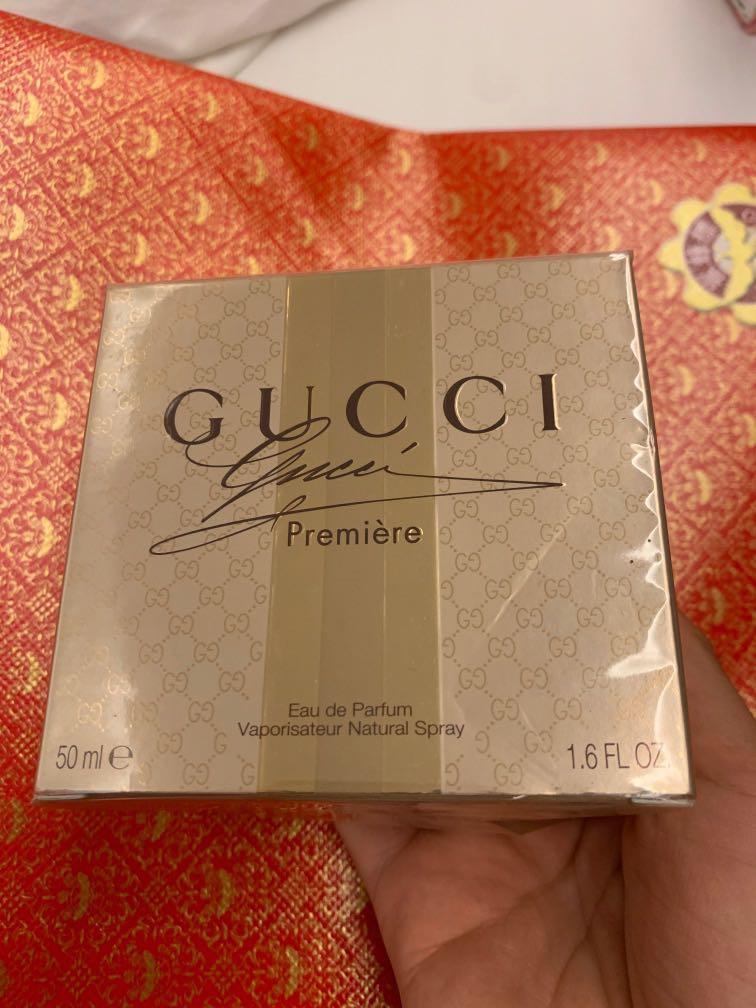 GUCCI
Gucci
Première
Eau de Parfum
Vaporisateur Natural Spray
50 ml ℮
1.6 FL OZ.